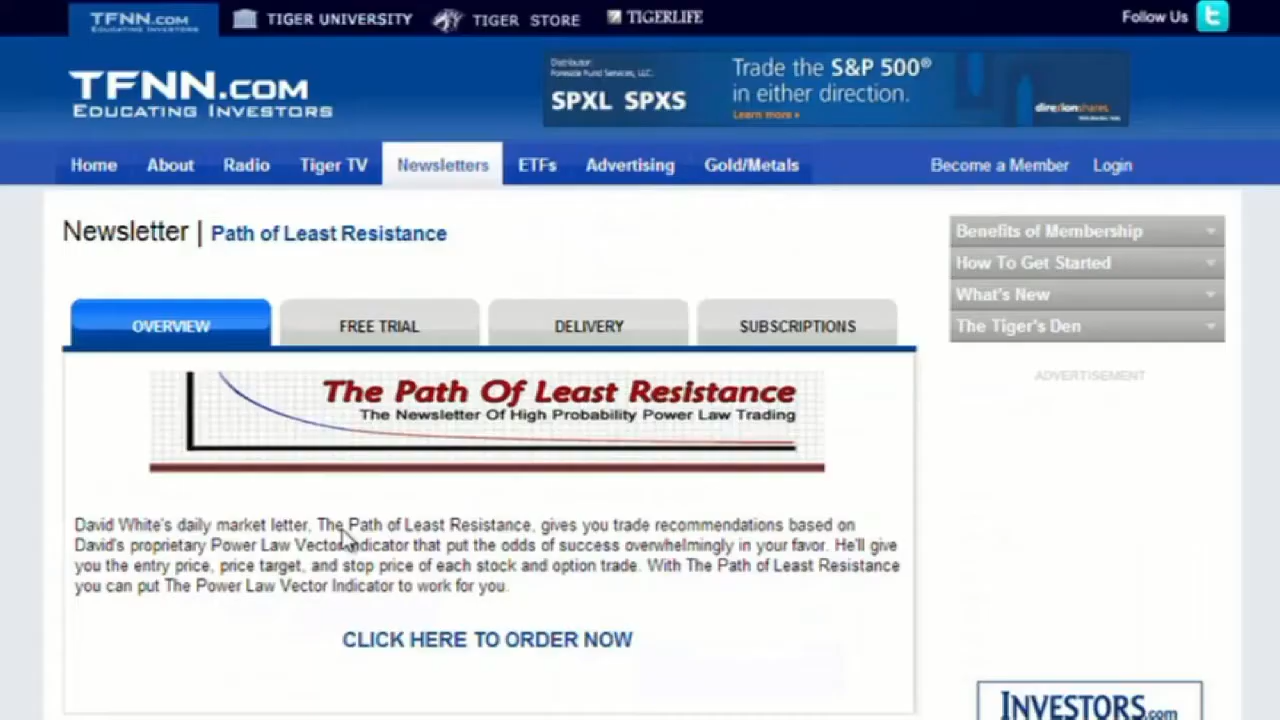 TFNN.COM
EDUCATING INVESTORS
TIGER UNIVERSITY
TIGER STORE
TIGERLIFE
Follow Us
TFNN.COM
EDUCATING INVESTORS
Distributor:
Foreside Fund Services, LLC.
SPXL SPXS
Trade the S&P 500®
in either direction.
Learn more
direxionshares
Home About Radio Tiger TV Newsletters ETFs Advertising Gold/Metals Become a Member Login
Newsletter | Path of Least Resistance
Benefits of Membership
How To Get Started
What's New
The Tiger's Den
ADVERTISEMENT
OVERVIEW FREE TRIAL DELIVERY SUBSCRIPTIONS
The Path Of Least Resistance
The Newsletter Of High Probability Power Law Trading
David White's daily market letter, The Path of Least Resistance, gives you trade recommendations based on
David's proprietary Power Law Vector Indicator that put the odds of success overwhelmingly in your favor. He'll give
you the entry price, price target, and stop price of each stock and option trade. With The Path of Least Resistance
you can put The Power Law Vector Indicator to work for you.
CLICK HERE TO ORDER NOW
INVESTORS.com